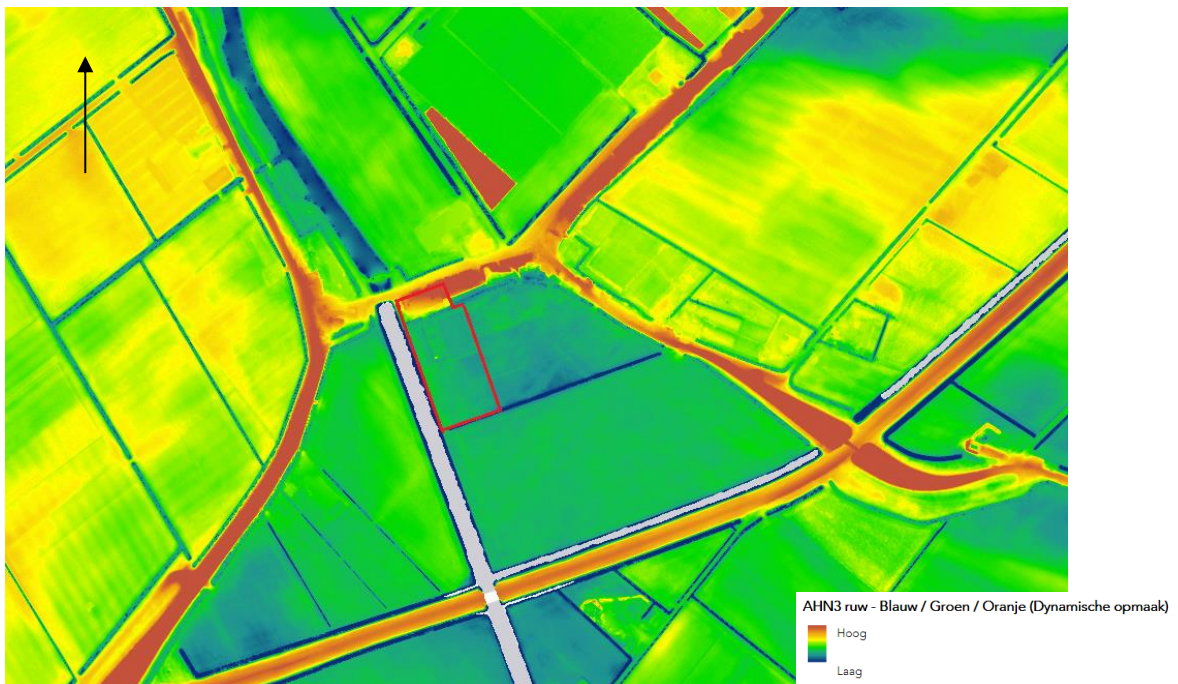 AHN3 ruw - Blauw / Groen / Oranje (Dynamische opmaak)
Hoog
Laag